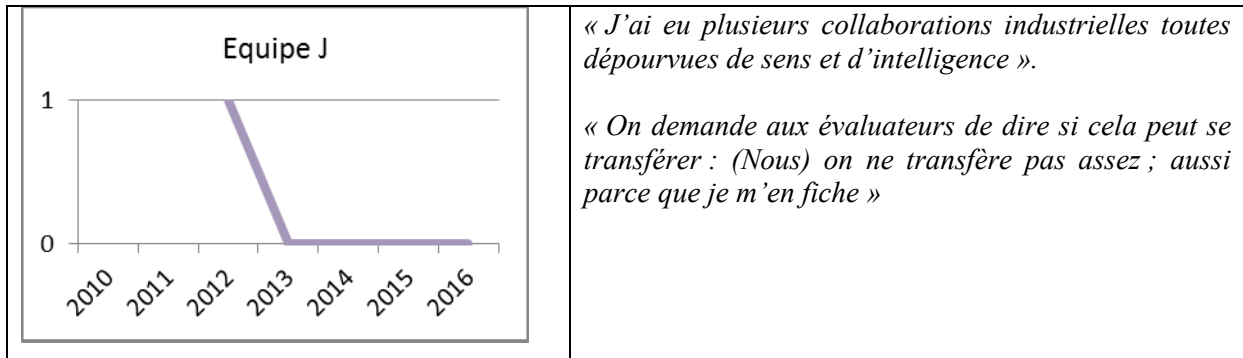 Equipe J
1
0
2010 2011 2012 2013 2014 2015 2016
« J’ai eu plusieurs collaborations industrielles toutes
dépourvues de sens et d’intelligence ».
« On demande aux évaluateurs de dire si cela peut se
transférer : (Nous) on ne transfère pas assez ; aussi
parce que je m’en fiche »